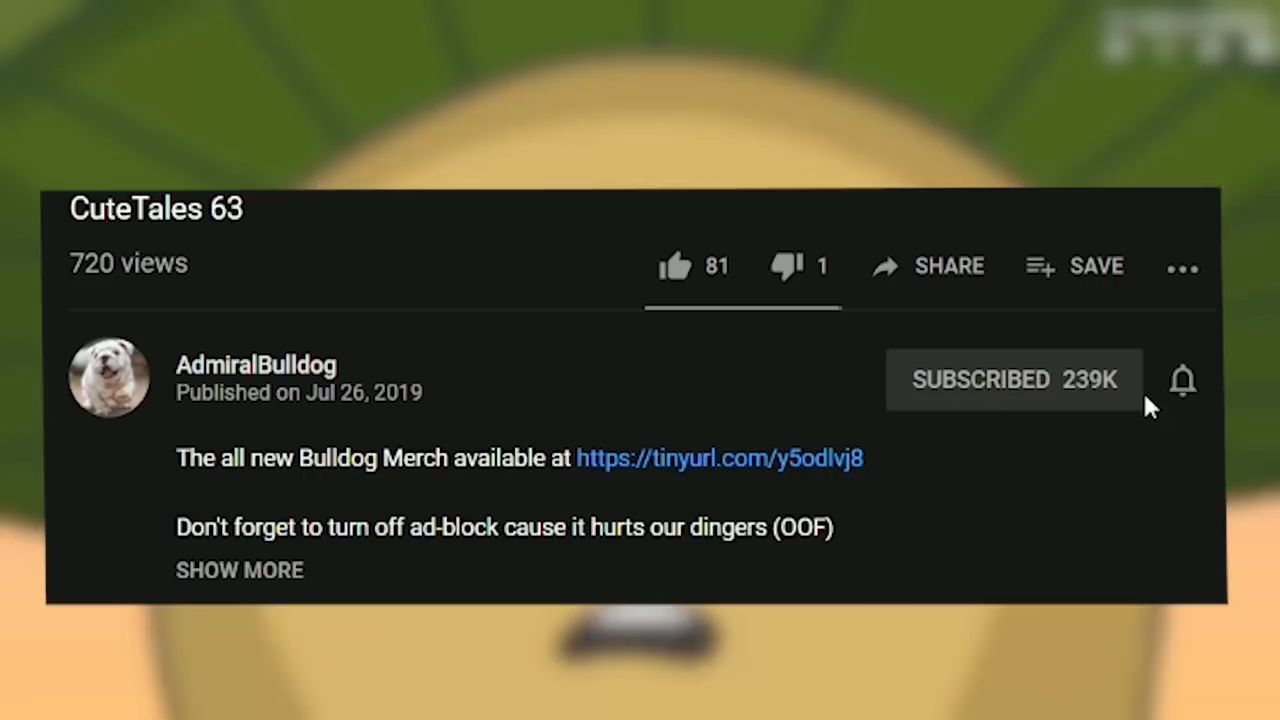 CuteTales 63
720 views
81
1
SHARE
SAVE
AdmiralBulldog
Published on Jul 26, 2019
SUBSCRIBED 239K
The all new Bulldog Merch available at https://tinyurl.com/y5odlvj8
Don't forget to turn off ad-block cause it hurts our dingers (OOF)
SHOW MORE